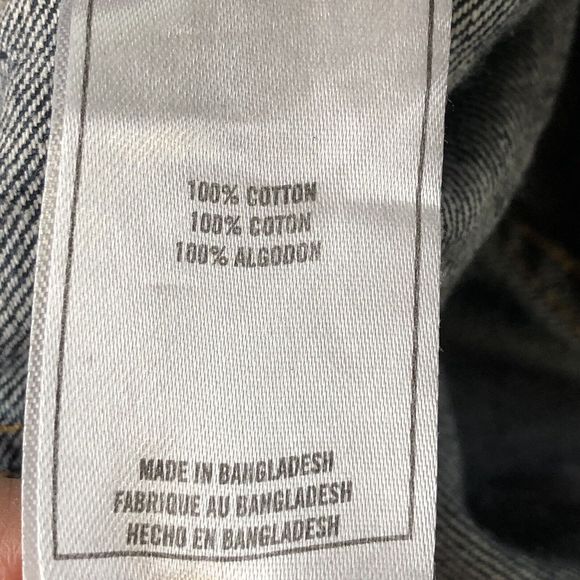 100% COTTON
100% COTON
100% ALGODON
MADE IN BANGLADESH
FABRIQUE AU BANGLADESH
HECHO EN BANGLADESH